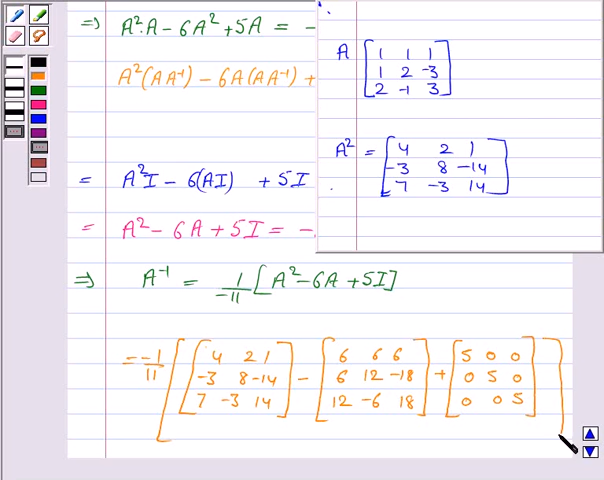 ⇒ A²·A - 6A² + 5A = -
A²(AA⁻¹) - 6A(AA⁻¹) +
= A²I - 6(AI) + 5I
= A² - 6A + 5I = -
A [1 1 1
1 2 -3
2 -1 3]
A² = [4 2 1
-3 8 -14
7 -3 14]
⇒ A⁻¹ = 1/-11 [A² - 6A + 5I]
= -1/11 [[4 2 1 -3 8 -14 7 -3 14] - [6 6 6 6 12 -18 12 -6 18] + [5 0 0 0 5 0 0 0 5]]